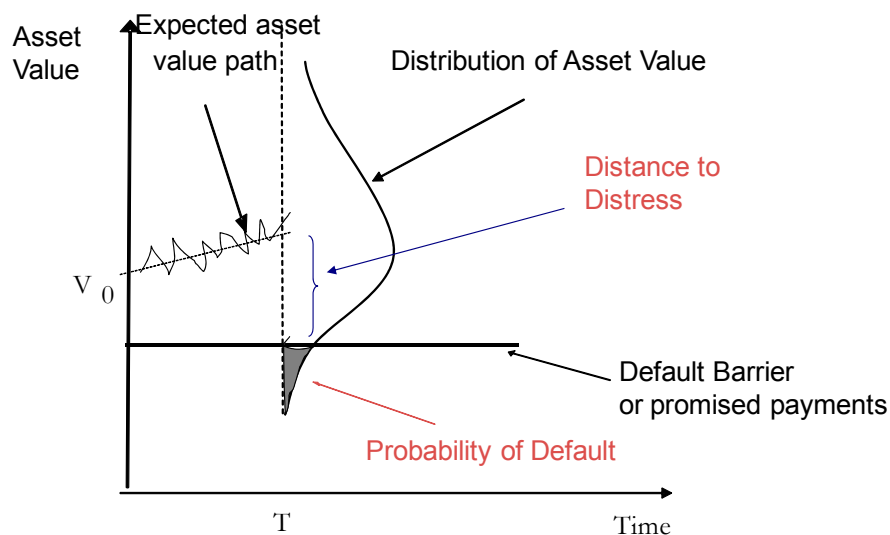 Asset
Value
Expected asset
value path
Distribution of Asset Value
Distance to
Distress
V 0
Default Barrier
or promised payments
Probability of Default
T
Time